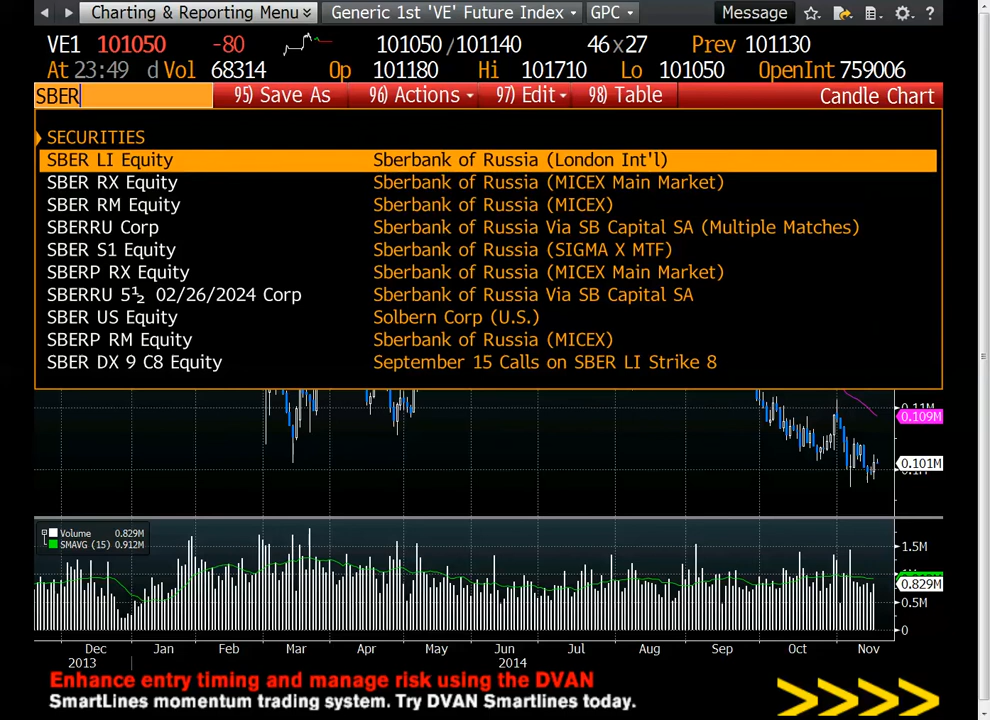 Charting & Reporting Menu Generic 1st 'VE' Future Index GPC Message ?
VE1 101050 -80 101050 /101140 46x27 Prev 101130
At 23:49 d Vol 68314 Op 101180 Hi 101710 Lo 101050 OpenInt 759006
SBER 95) Save As 96) Actions 97) Edit 98) Table Candle Chart
SECURITIES
SBER LI Equity Sberbank of Russia (London Int'l)
SBER RX Equity Sberbank of Russia (MICEX Main Market)
SBER RM Equity Sberbank of Russia (MICEX)
SBERRU Corp Sberbank of Russia Via SB Capital SA (Multiple Matches)
SBER S1 Equity Sberbank of Russia (SIGMA X MTF)
SBERP RX Equity Sberbank of Russia (MICEX Main Market)
SBERRU 5½ 02/26/2024 Corp Sberbank of Russia Via SB Capital SA
SBER US Equity Solbern Corp (U.S.)
SBERP RM Equity Sberbank of Russia (MICEX)
SBER DX 9 C8 Equity September 15 Calls on SBER LI Strike 8
0.11M
0.109M
0.101M
Volume 0.829M
SMAVG (15) 0.912M
1.5M
0.829M
0.5M
0
Dec Jan Feb Mar Apr May Jun Jul Aug Sep Oct Nov
2013 2014
Enhance entry timing and manage risk using the DVAN
SmartLines momentum trading system. Try DVAN Smartlines today.